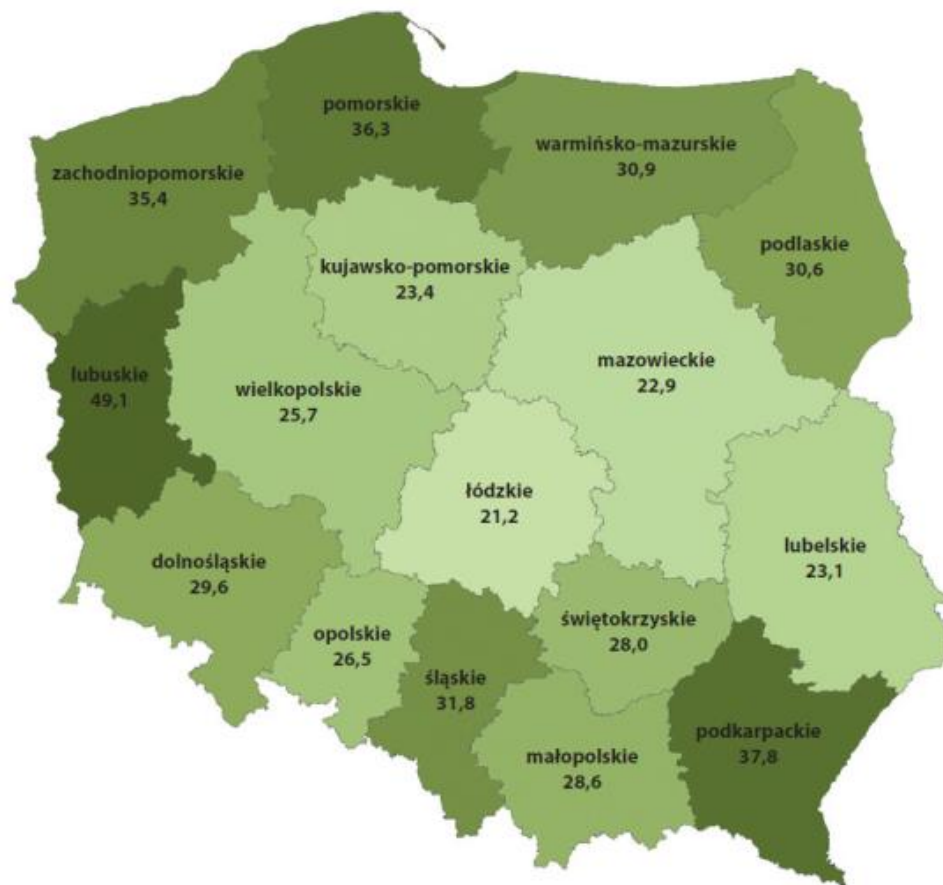 pomorskie
36,3
warmińsko-mazurskie
30,9
zachodniopomorskie
35,4
podlaskie
30,6
kujawsko-pomorskie
23,4
mazowieckie
22,9
lubuskie
49,1
wielkopolskie
25,7
łódzkie
21,2
lubelskie
23,1
dolnośląskie
29,6
świętokrzyskie
28,0
opolskie
26,5
śląskie
31,8
podkarpackie
37,8
małopolskie
28,6